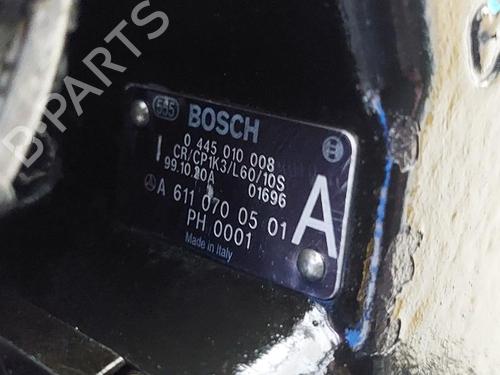 555 BOSCH
0 445 010 008
CR/CP1K3/L60/10S
99.10.20A 01696
A 611 070 05 01
PH 0001
Made in Italy
A
B-PARTS